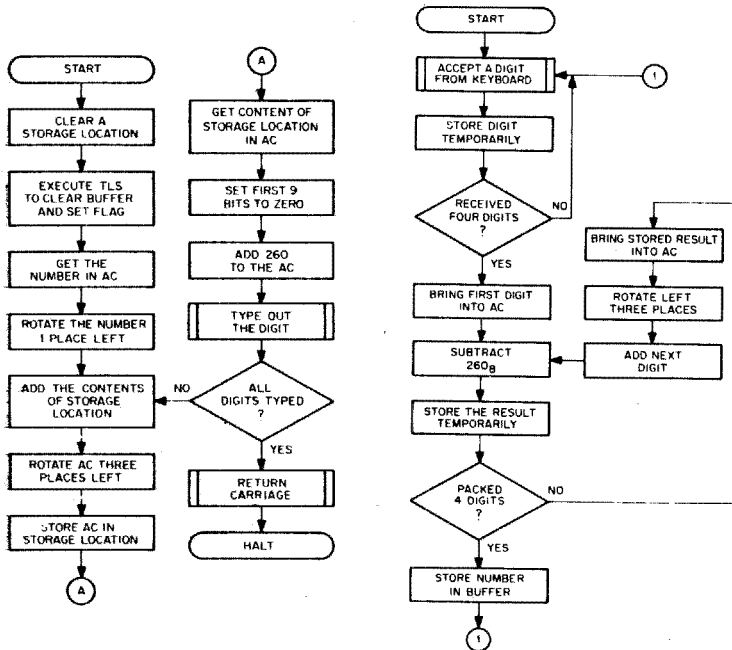 START
CLEAR A
STORAGE LOCATION
EXECUTE TLS
TO CLEAR BUFFER
AND SET FLAG
GET THE
NUMBER IN AC
ROTATE THE NUMBER
1 PLACE LEFT
ADD THE CONTENTS
OF STORAGE
LOCATION
ROTATE AC THREE
PLACES LEFT
STORE AC IN
STORAGE LOCATION
A
A
GET CONTENT OF
STORAGE LOCATION
IN AC
SET FIRST 9
BITS TO ZERO
ADD 260
TO THE AC
TYPE OUT
THE DIGIT
NO
ALL
DIGITS TYPED
?
YES
RETURN
CARRIAGE
HALT
START
ACCEPT A DIGIT
FROM KEYBOARD
1
STORE DIGIT
TEMPORARILY
RECEIVED
FOUR DIGITS
?
NO
YES
BRING FIRST DIGIT
INTO AC
SUBTRACT
260₈
STORE THE RESULT
TEMPORARILY
PACKED
4 DIGITS
?
NO
YES
STORE NUMBER
IN BUFFER
1
BRING STORED RESULT
INTO AC
ROTATE LEFT
THREE PLACES
ADD NEXT
DIGIT